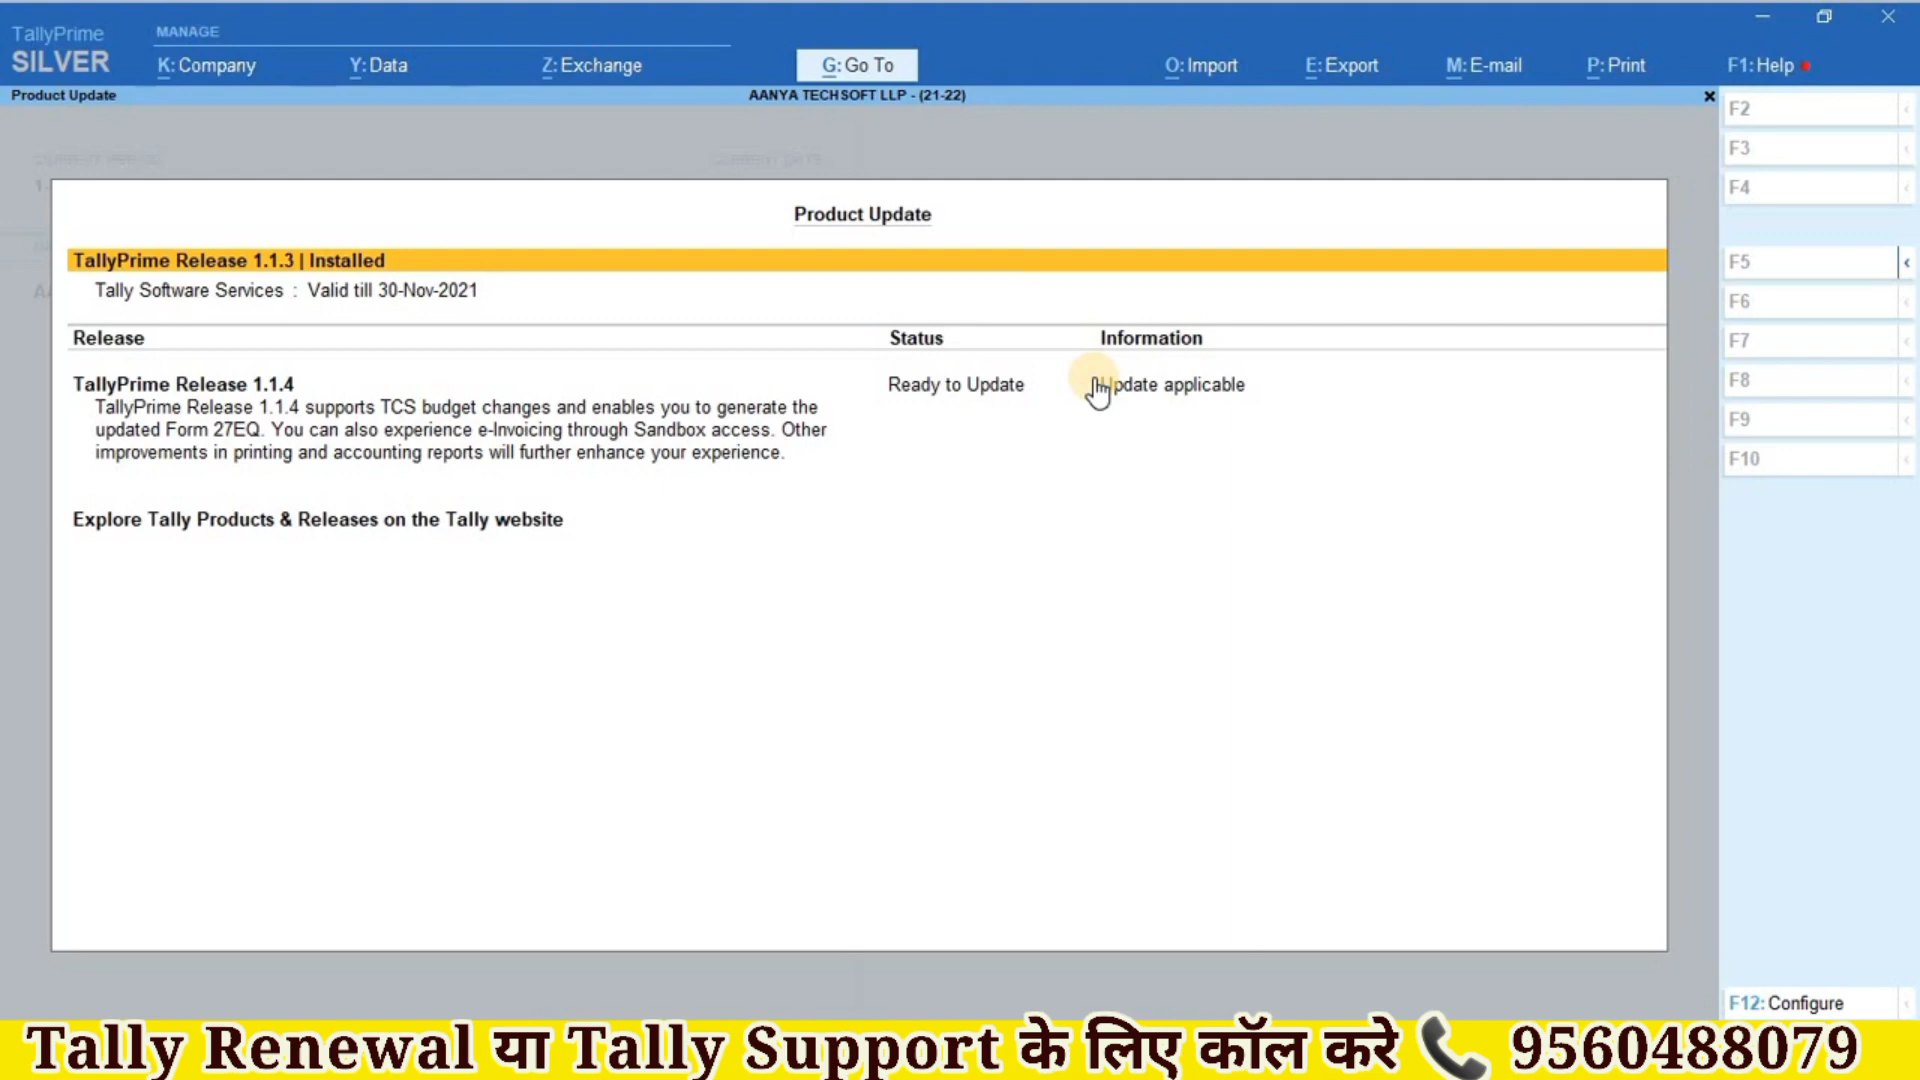 TallyPrime
SILVER
MANAGE
K: Company
Y: Data
Z: Exchange
G: Go To
O: Import
E: Export
M: E-mail
P: Print
F1: Help
Product Update
AANYA TECHSOFT LLP - (21-22)
F2
F3
F4
F5
F6
F7
F8
F9
F10
Product Update
TallyPrime Release 1.1.3 | Installed
Tally Software Services : Valid till 30-Nov-2021
Release Status Information
TallyPrime Release 1.1.4 Ready to Update Update applicable
TallyPrime Release 1.1.4 supports TCS budget changes and enables you to generate the
updated Form 27EQ. You can also experience e-Invoicing through Sandbox access. Other
improvements in printing and accounting reports will further enhance your experience.
Explore Tally Products & Releases on the Tally website
F12: Configure
Tally Renewal या Tally Support के लिए कॉल करे 9560488079